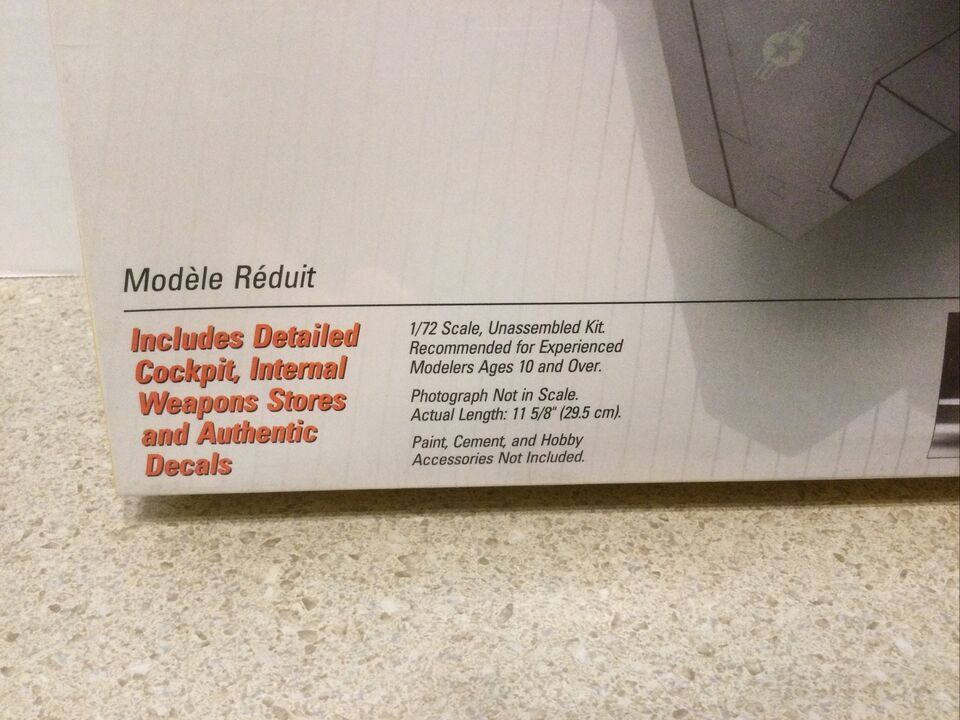 Modèle Réduit
Includes Detailed
Cockpit, Internal
Weapons Stores
and Authentic
Decals
1/72 Scale, Unassembled Kit.
Recommended for Experienced
Modelers Ages 10 and Over.
Photograph Not in Scale.
Actual Length: 11 5/8" (29.5 cm).
Paint, Cement, and Hobby
Accessories Not Included.